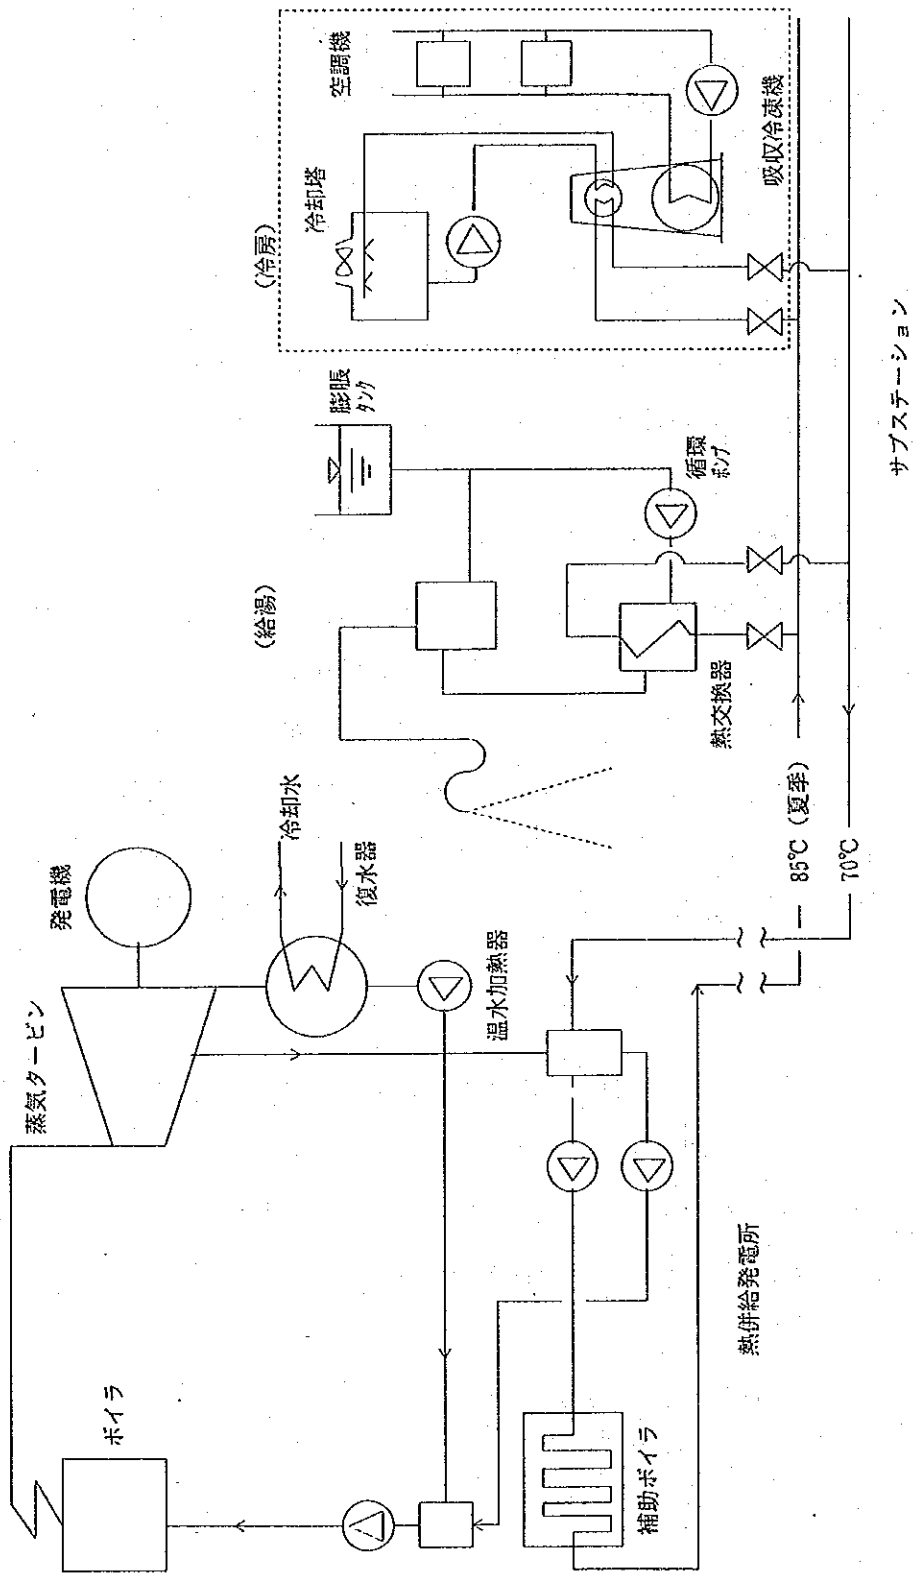 ボイラ
蒸気タービン
発電機
冷却水
復水器
温水加熱器
補助ボイラ
熱併給発電所
(給湯)
膨脹
タンク
循環
ポンプ
熱交換器
(冷房)
冷却塔
空調機
吸収冷凍機
85℃ (夏季)
70℃
サブステーション